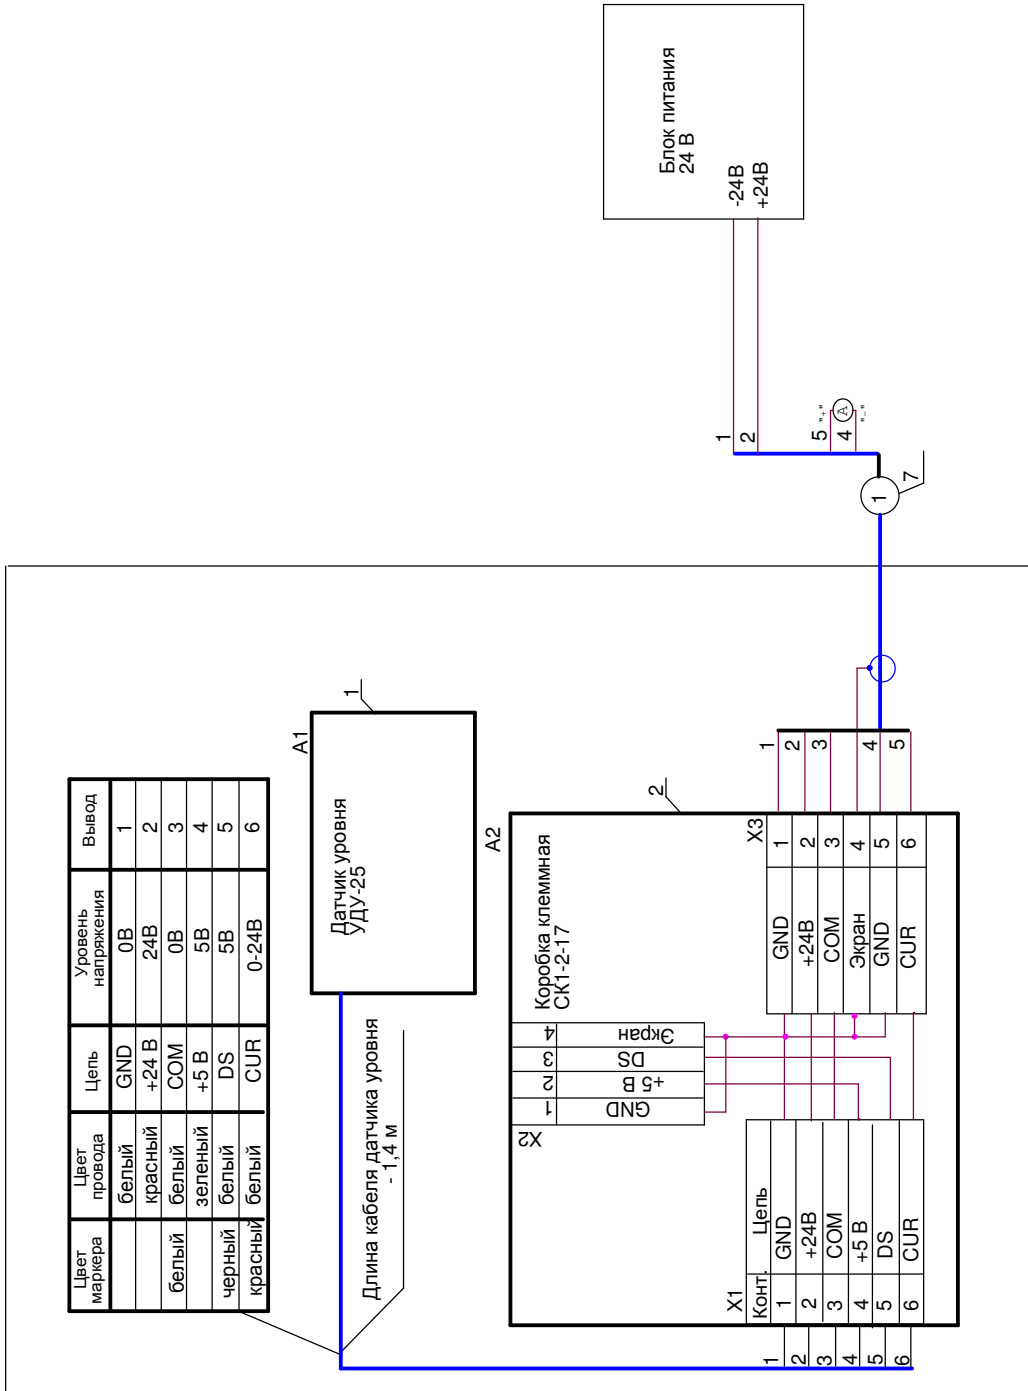 Цвет маркера	Цвет провода	Цепь	Уровень напряжения	Вывод
белый	GND	0В	1
красный	+24 В	24В	2
белый	белый	COM	0В	3
зеленый	+5 В	5В	4
черный	белый	DS	5В	5
красный	белый	CUR	0-24В	6
Длина кабеля датчика уровня
- 1,4 м
A1
1
Датчик уровня
УДУ-25
A2
2
Коробка клеммная
СК1-2-17
X2
1 GND
2 +5 В
3 DS
4 Экран
X1
Конт. Цепь
1 1 GND
2 2 +24В
3 3 COM
4 4 +5 В
5 5 DS
6 6 CUR
X3
GND 1 1
+24В 2 2
COM 3 3
Экран 4
GND 5 4
CUR 6 5
1
7
1
2
5 "+"
4 "-"
A
Блок питания
24 В
-24В
+24В